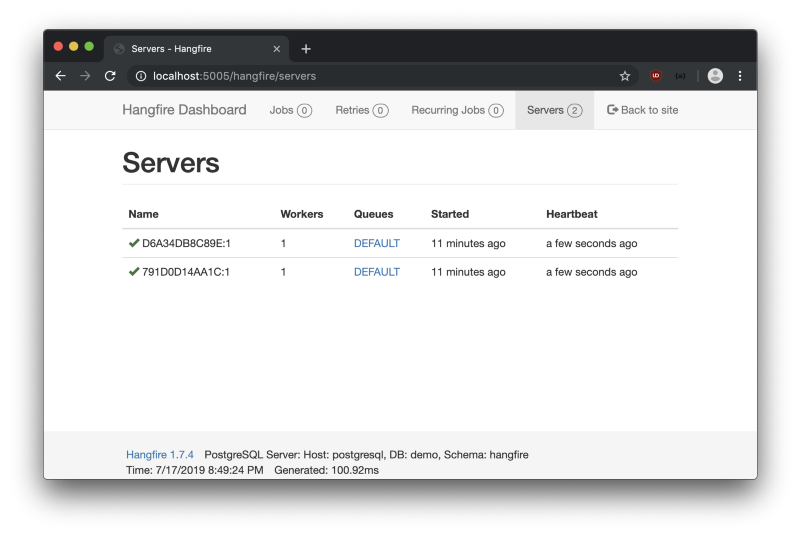 Servers - Hangfire
localhost:5005/hangfire/servers
Hangfire Dashboard Jobs 0 Retries 0 Recurring Jobs 0 Servers 2 Back to site
Servers
Name Workers Queues Started Heartbeat
D6A34DB8C89E:1 1 DEFAULT 11 minutes ago a few seconds ago
791D0D14AA1C:1 1 DEFAULT 11 minutes ago a few seconds ago
Hangfire 1.7.4 PostgreSQL Server: Host: postgresql, DB: demo, Schema: hangfire
Time: 7/17/2019 8:49:24 PM Generated: 100.92ms